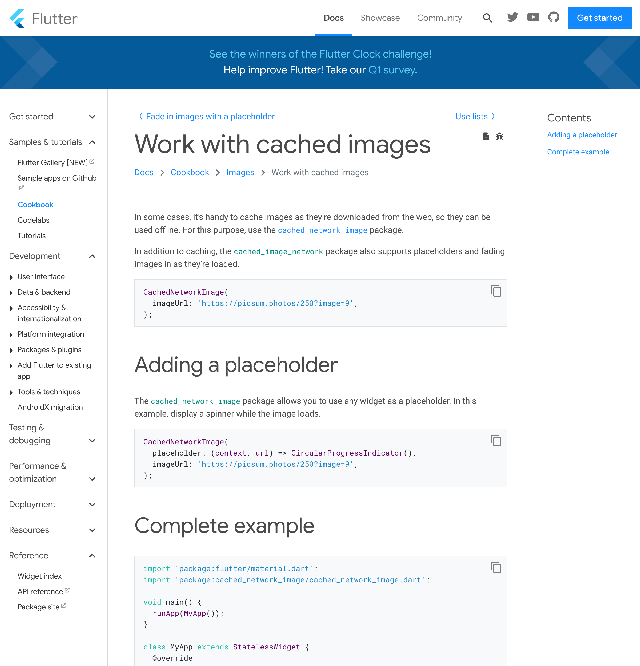 Flutter
Docs
Showcase
Community
Get started
See the winners of the Flutter Clock challenge!
Help improve Flutter! Take our Q1 survey.
Get started
Samples & tutorials
Flutter Gallery [NEW]
Sample apps on Github
Cookbook
Codelabs
Tutorials
Development
User interface
Data & backend
Accessibility &
internationalization
Platform integration
Packages & plugins
Add Flutter to existing
app
Tools & techniques
AndroidX migration
Testing &
debugging
Performance &
optimization
Deployment
Resources
Reference
Widget index
API reference
Package site
Fade in images with a placeholder
Use lists
Work with cached images
Docs
Cookbook
Images
Work with cached images
In some cases, it's handy to cache images as they're downloaded from the web, so they can be
used offline. For this purpose, use the cached_network_image package.
In addition to caching, the cached_image_network package also supports placeholders and fading
images in as they're loaded.
CachedNetworkImage(
imageUrl: 'https://picsum.photos/250?image=9',
);
Adding a placeholder
The cached_network_image package allows you to use any widget as a placeholder. In this
example, display a spinner while the image loads.
CachedNetworkImage(
placeholder: (context, url) => CircularProgressIndicator(),
imageUrl: 'https://picsum.photos/250?image=9',
);
Complete example
import 'package:flutter/material.dart';
import 'package:cached_network_image/cached_network_image.dart';
void main() {
runApp(MyApp());
}
class MyApp extends StatelessWidget {
@override
Contents
Adding a placeholder
Complete example